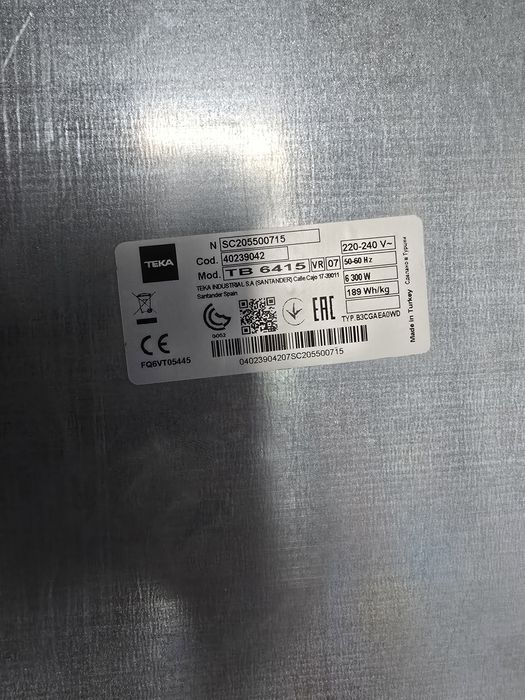 TEKA
N SC205500715
Cod. 40239042
Mod. TB 6415 VR 07
TEKA INDUSTRIAL S.A (SANTANDER) Calle Cajo 17-39011
Santander Spain
220-240 V~
50-60 Hz
6 300 W
189 Wh/kg
TYP.B3CGAEA0WD
EAC
CE
FQ6VT05445
04023904207SC205500715
Made in Turkey Сделано в Турции